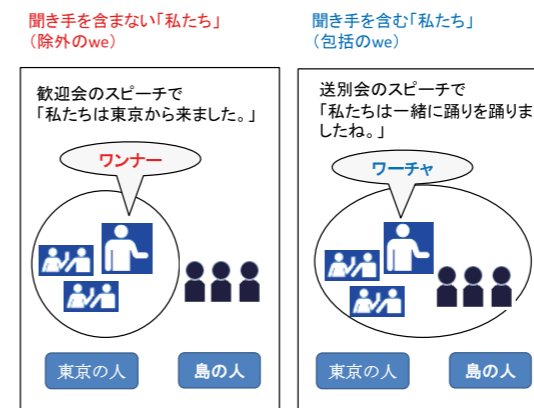 聞き手を含まない「私たち」
（除外のwe）
歓迎会のスピーチで
「私たちは東京から来ました。」
ワンナー
東京の人
島の人
聞き手を含む「私たち」
（包括のwe）
送別会のスピーチで
「私たちは一緒に踊りを踊りま
したね。」
ワーチャ
東京の人
島の人